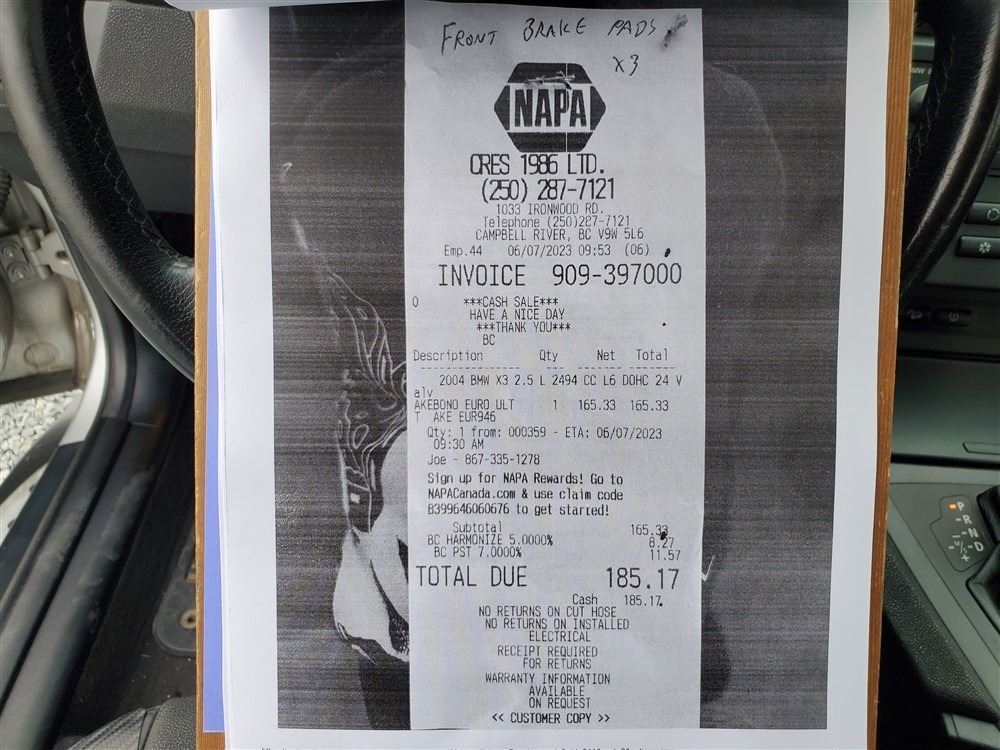 FRONT BRAKE PADS
X3
NAPA
CRES 1986 LTD.
(250) 287-7121
1033 IRONWOOD RD.
Telephone (250)287-7121
CAMPBELL RIVER, BC V9W 5L6
Emp.44 06/07/2023 09:53 (06)
INVOICE 909-397000
0 ***CASH SALE***
HAVE A NICE DAY
***THANK YOU***
BC
Description Qty Net Total
2004 BMW X3 2.5 L 2494 CC L6 DOHC 24 V
alv
AKEBONO EURO ULT 1 165.33 165.33
T AKE EUR946
Qty: 1 from: 000359 - ETA: 06/07/2023
09:30 AM
Joe - 867-335-1278
Sign up for NAPA Rewards! Go to
NAPACanada.com & use claim code
B399646060676 to get started!
Subtotal 165.33
BC HARMONIZE 5.0000% 8.27
BC PST 7.0000% 11.57
TOTAL DUE 185.17
Cash 185.17
NO RETURNS ON CUT HOSE
NO RETURNS ON INSTALLED
ELECTRICAL
RECEIPT REQUIRED
FOR RETURNS
WARRANTY INFORMATION
AVAILABLE
ON REQUEST
<< CUSTOMER COPY >>
P
R
N
D